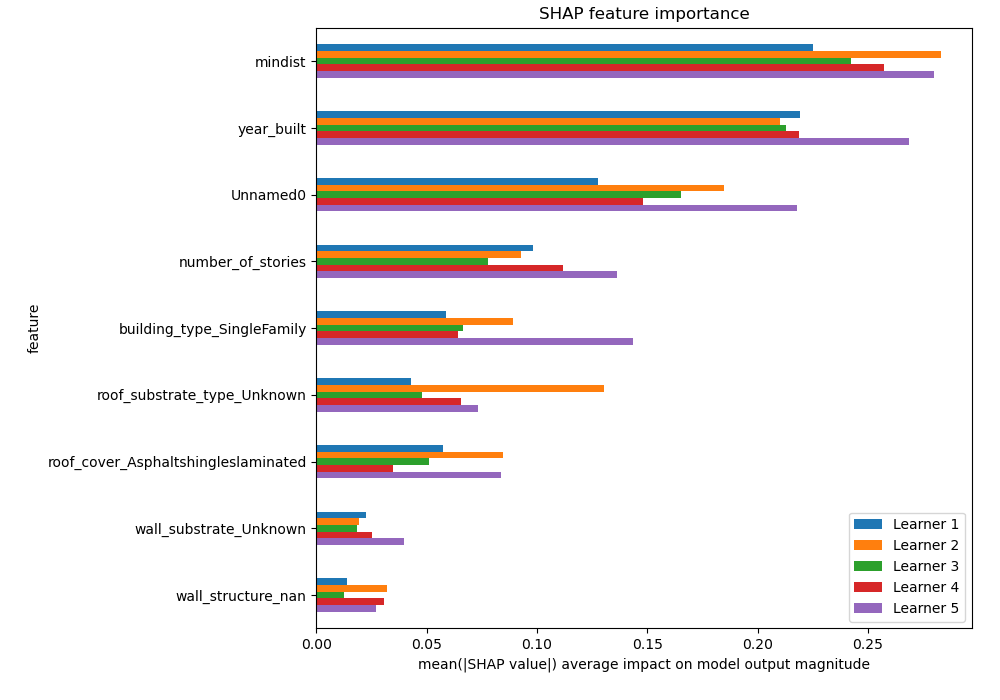 SHAP feature importance
mindist
year_built
Unnamed0
number_of_stories
building_type_SingleFamily
roof_substrate_type_Unknown
roof_cover_Asphaltshingleslaminated
wall_substrate_Unknown
wall_structure_nan
feature
Learner 1
Learner 2
Learner 3
Learner 4
Learner 5
0.00 0.05 0.10 0.15 0.20 0.25
mean(|SHAP value|) average impact on model output magnitude